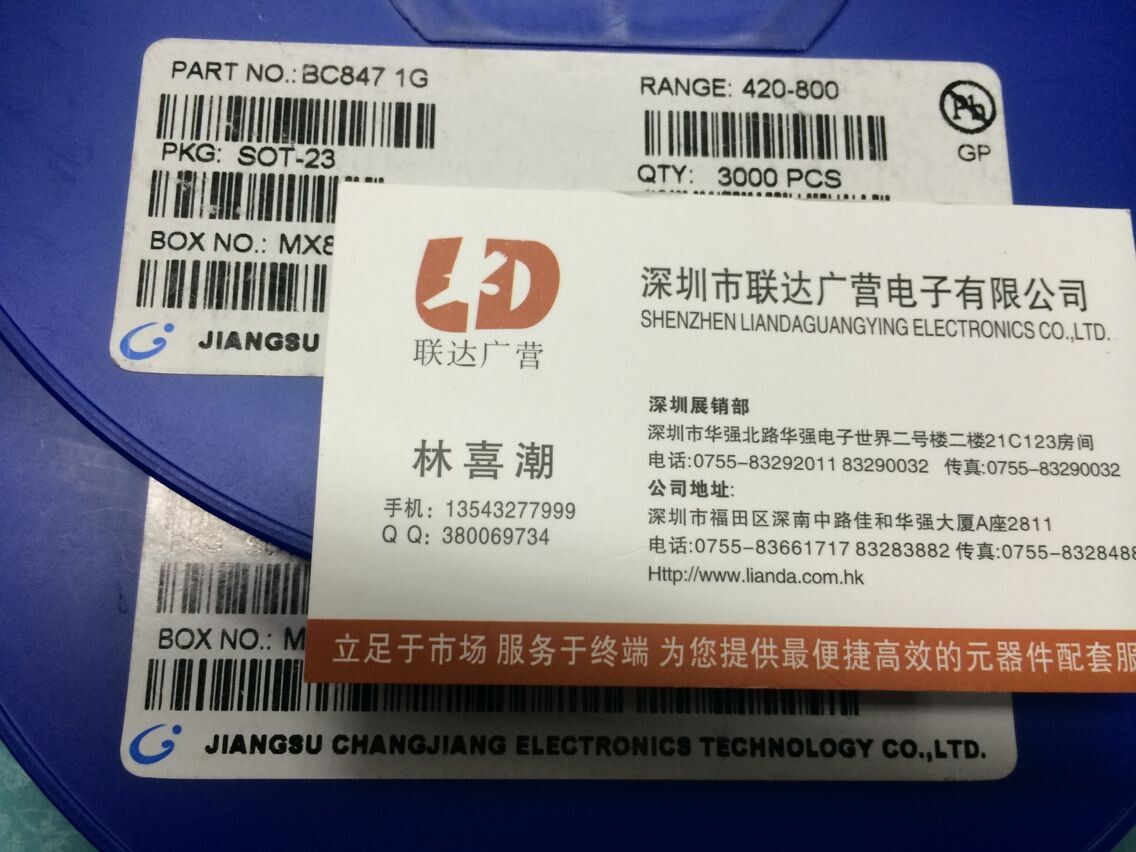 PART NO.: BC847 1G
RANGE: 420-800
Pb
GP
PKG: SOT-23
QTY: 3000 PCS
BOX NO.: MX8
JIANGSU
联达广营
深圳市联达广营电子有限公司
SHENZHEN LIANDAGUANGYING ELECTRONICS CO.,LTD.
林喜潮
手机: 13543277999
Q Q: 380069734
深圳展销部
深圳市华强北路华强电子世界二号楼二楼21C123房间
电话:0755-83292011 83290032 传真:0755-83290032
公司地址:
深圳市福田区深南中路佳和华强大厦A座2811
电话:0755-83661717 83283882 传真:0755-8328488
Http://www.lianda.com.hk
立足于市场 服务于终端 为您提供最便捷高效的元器件配套服
PKG
BOX NO.: M
JIANGSU CHANGJIANG ELECTRONICS TECHNOLOGY CO.,LTD.